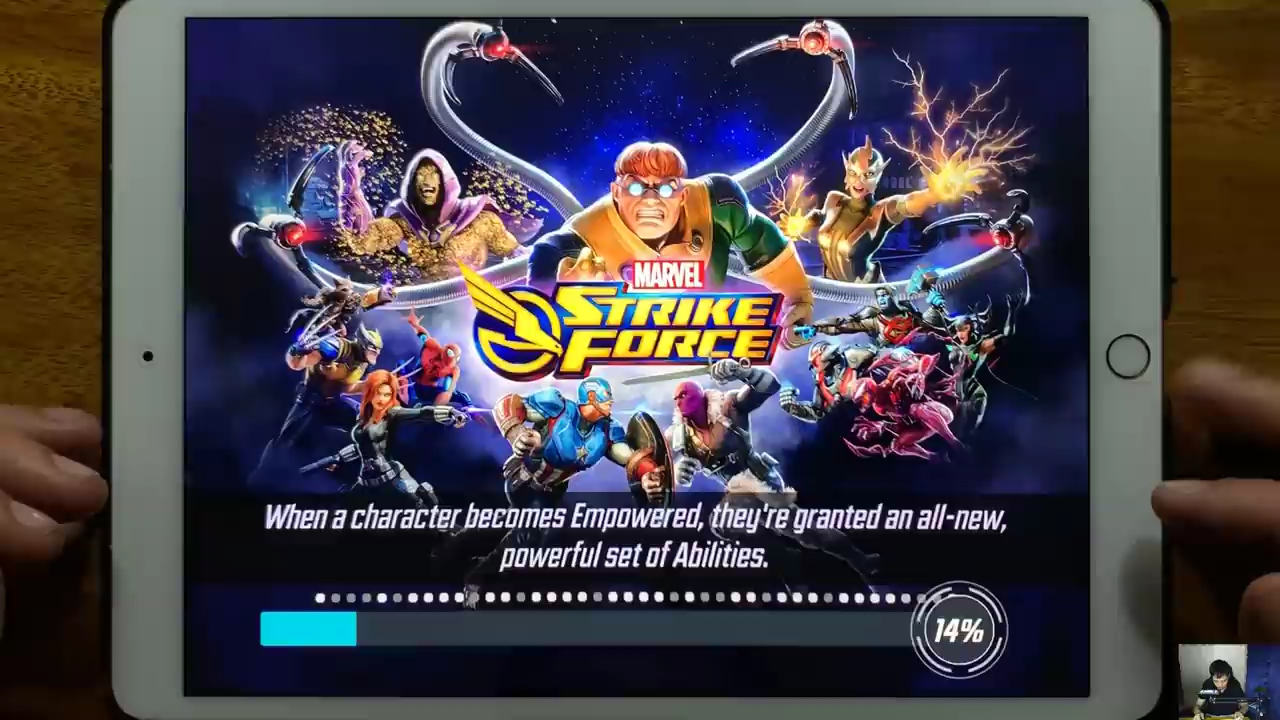 MARVEL
STRIKE
FORCE
When a character becomes Empowered, they're granted an all-new,
powerful set of Abilities.
14%